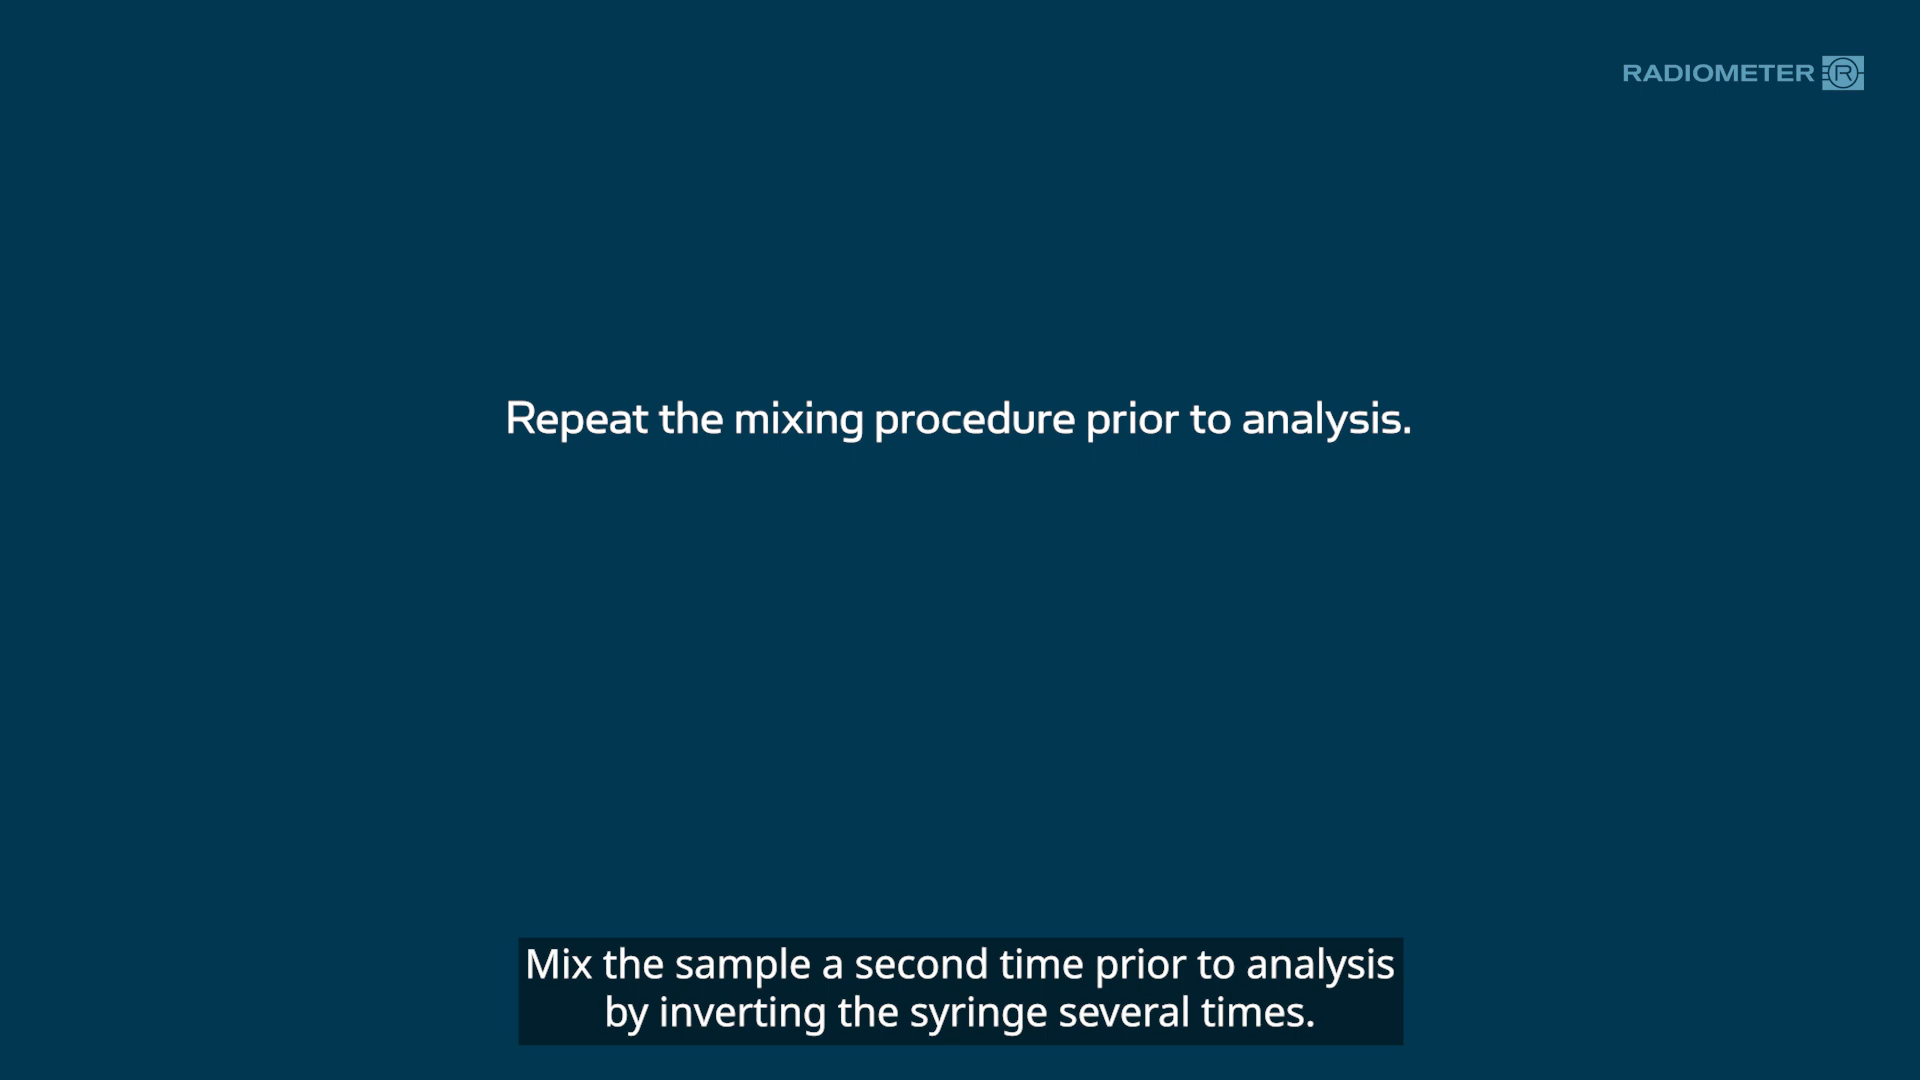 RADIOMETER R
Repeat the mixing procedure prior to analysis.
Mix the sample a second time prior to analysis
by inverting the syringe several times.